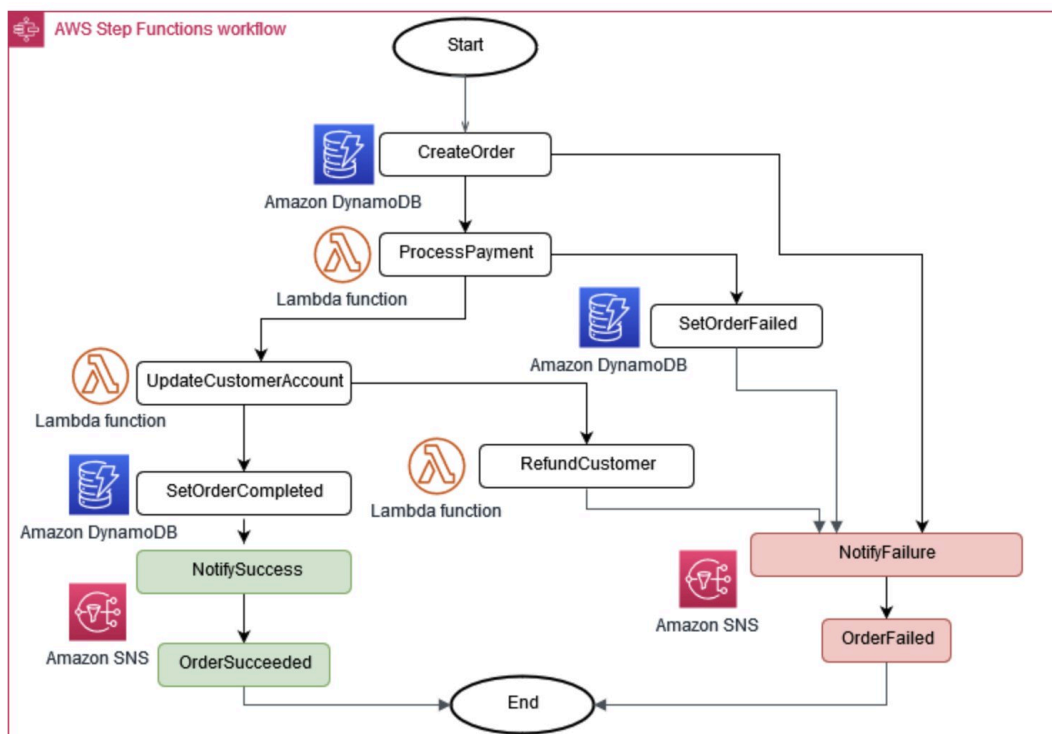 AWS Step Functions workflow
Start
CreateOrder
Amazon DynamoDB
ProcessPayment
Lambda function
SetOrderFailed
Amazon DynamoDB
UpdateCustomerAccount
Lambda function
RefundCustomer
Lambda function
SetOrderCompleted
Amazon DynamoDB
NotifySuccess
NotifyFailure
Amazon SNS
Amazon SNS
OrderSucceeded
OrderFailed
End